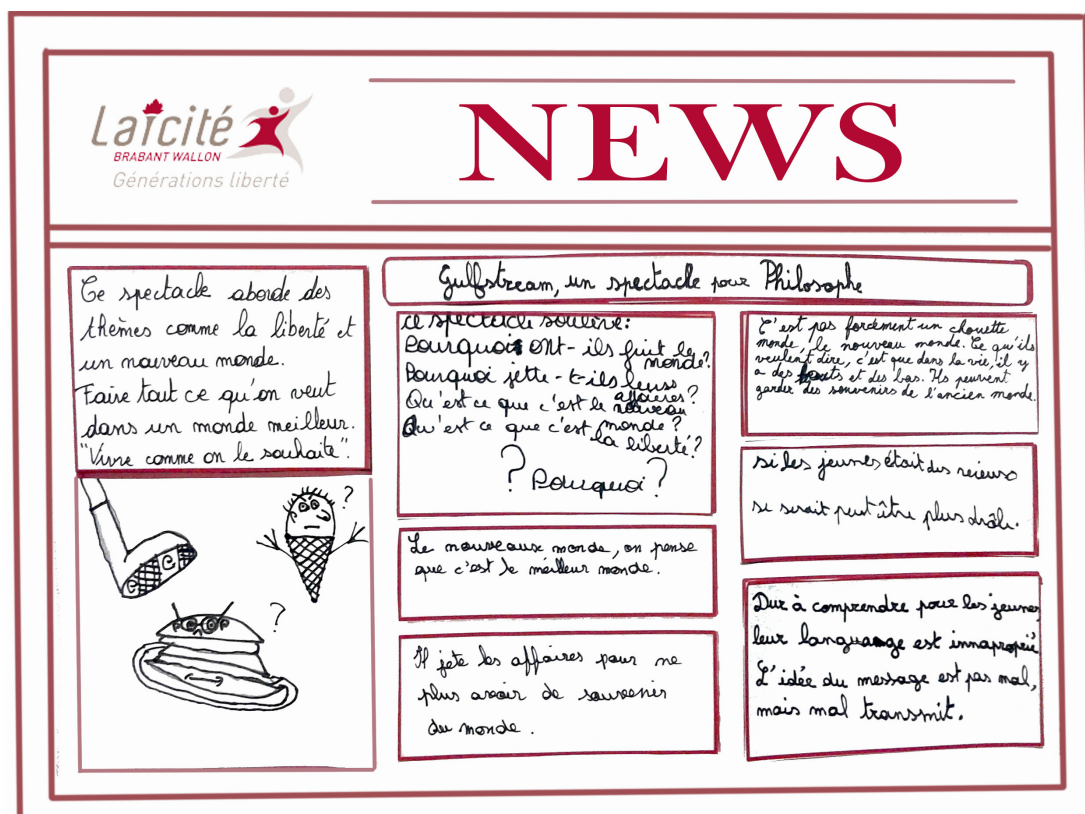 Laïcité
BRABANT WALLON
Générations liberté
NEWS
Ce spectacle aborde des
thèmes comme la liberté et
un nouveau monde.
Faire tout ce qu'on veut
dans un monde meilleur.
"Vivre comme on le souhaite".
?
?
Gulfstream, un spectacle pour Philosophe
ce spectacle soulève:
Pourquoi ont-ils fuit le
monde?
Pourquoi jette-t-ils leurs
affaires?
Qu'est ce que c'est le nouveau
monde?
Qu'est ce que c'est
la liberté?
? Pourquoi ?
Le nouveaux monde, on pense
que c'est le meilleur monde.
Il jete les affaires pour ne
plus avoir de souvenir
du monde.
C'est pas forcément un chouette
monde, le nouveau monde. Ce qu'ils
veulent dire, c'est que dans la vie, il y
a des hauts et des bas. Ils peuvent
garder des souvenirs de l'ancien monde.
si les jeunes était des
se serait peut être plus drôle.
Dur à comprendre pour les jeunes,
leur language est innaproprié
L'idée du message est pas mal,
mais mal transmit.